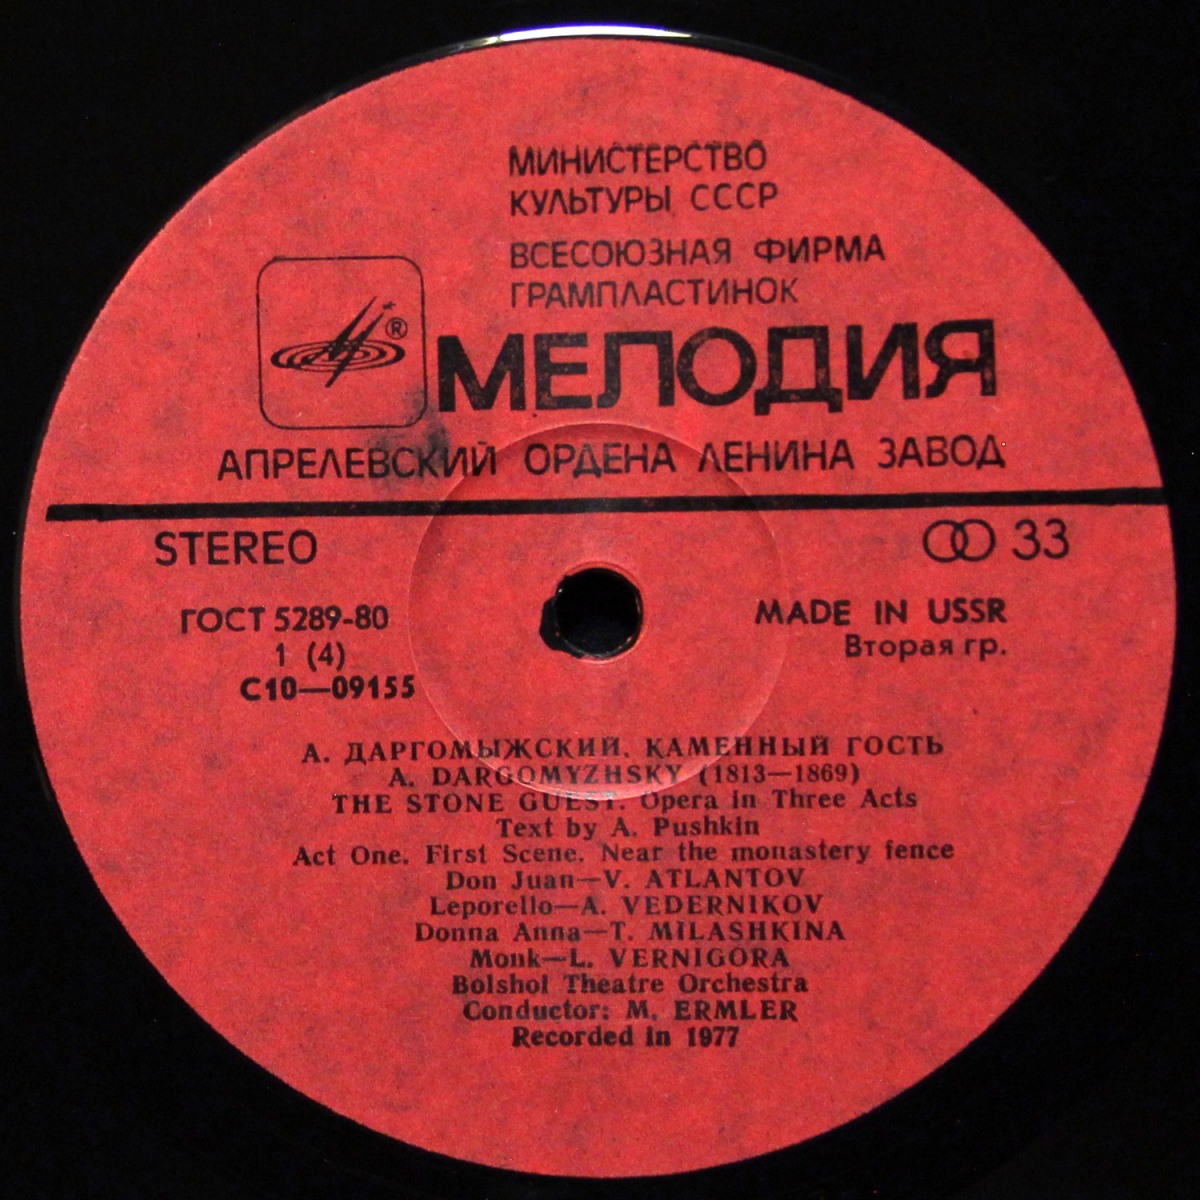 МИНИСТЕРСТВО
КУЛЬТУРЫ СССР
ВСЕСОЮЗНАЯ ФИРМА
ГРАМПЛАСТИНОК
®
МЕЛОДИЯ
АПРЕЛЕВСКИЙ ОРДЕНА ЛЕНИНА ЗАВОД
STEREO
33
ГОСТ 5289-80
MADE IN USSR
1 (4)
Вторая гр.
С10—09155
А. ДАРГОМЫЖСКИЙ. КАМЕННЫЙ ГОСТЬ
A. DARGOMYZHSKY (1813—1869)
THE STONE GUEST. Opera in Three Acts
Text by A. Pushkin
Act One. First Scene. Near the monastery fence
Don Juan—V. ATLANTOV
Leporello—A. VEDERNIKOV
Donna Anna—T. MILASHKINA
Monk—L. VERNIGORA
Bolshoi Theatre Orchestra
Conductor: M. ERMLER
Recorded in 1977